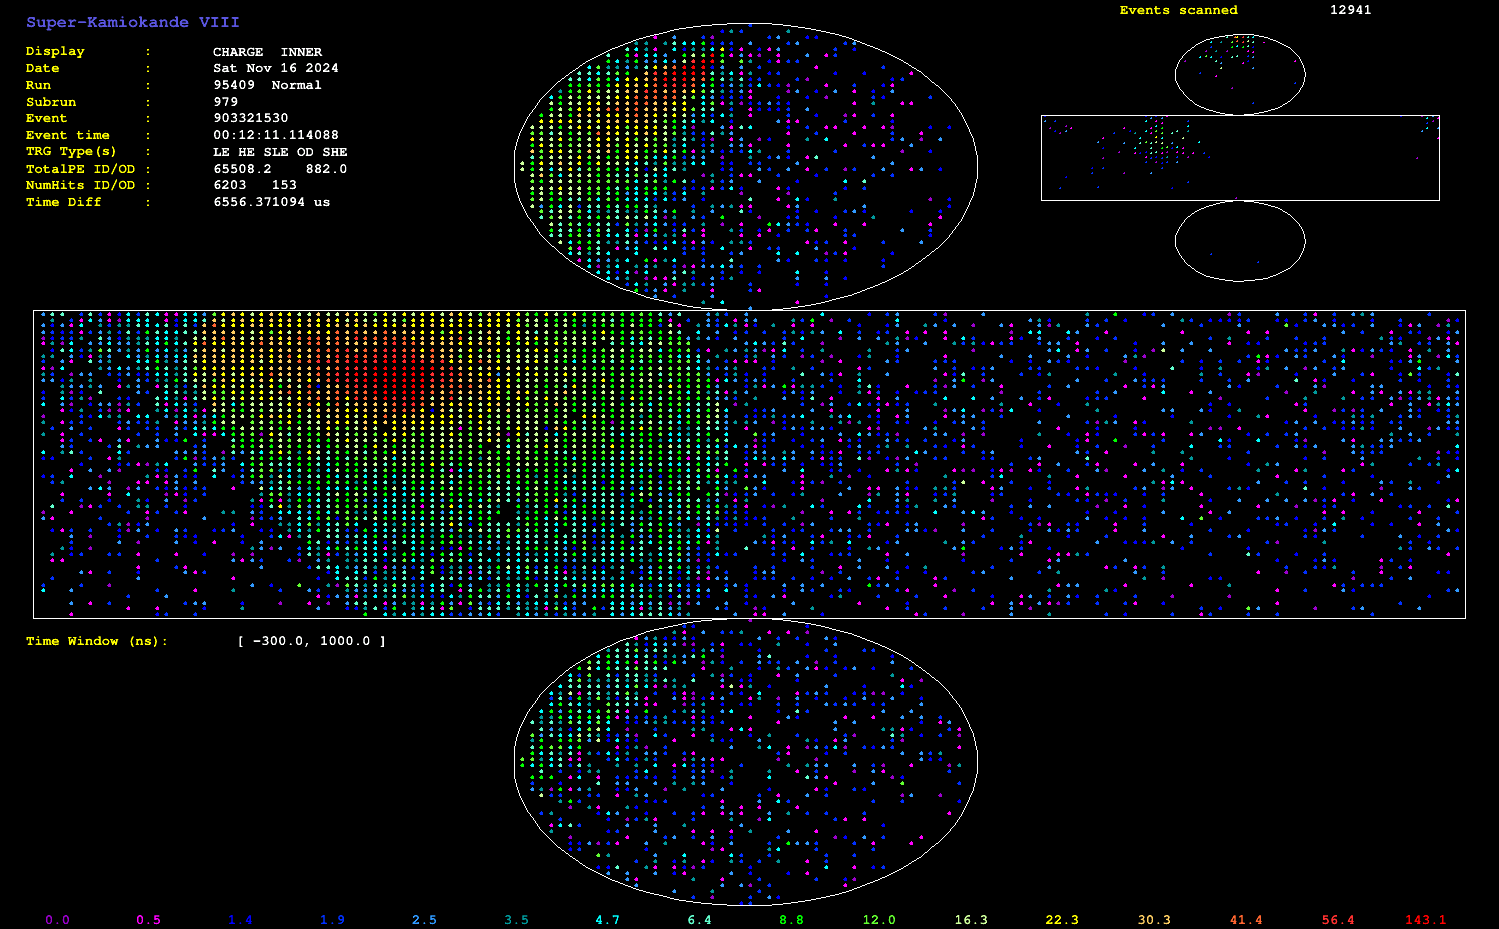 Super-Kamiokande VIII
Events scanned 12941
Display : CHARGE INNER
Date : Sat Nov 16 2024
Run : 95409 Normal
Subrun : 979
Event : 903321530
Event time : 00:12:11.114088
TRG Type(s) : LE HE SLE OD SHE
TotalPE ID/OD : 65508.2 882.0
NumHits ID/OD : 6203 153
Time Diff : 6556.371094 us
Time Window (ns): [ -300.0, 1000.0 ]
0.0 0.5 1.4 1.9 2.5 3.5 4.7 6.4 8.8 12.0 16.3 22.3 30.3 41.4 56.4 143.1